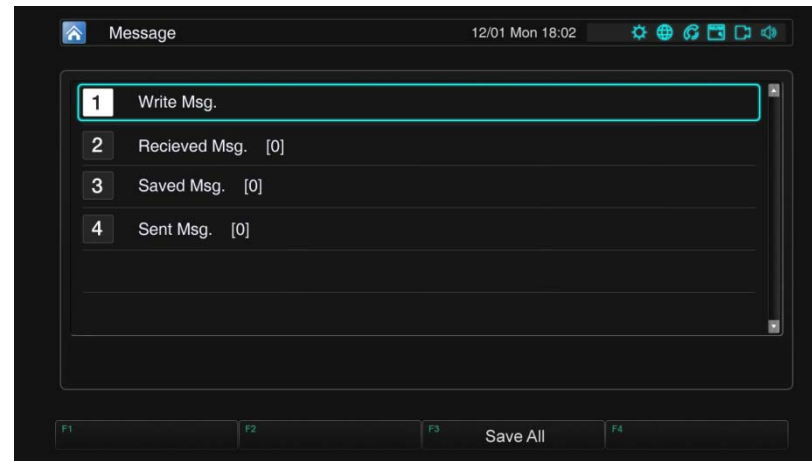 Message 12/01 Mon 18:02
1 Write Msg.
2 Recieved Msg. [0]
3 Saved Msg. [0]
4 Sent Msg. [0]
F1 F2 F3 Save All F4